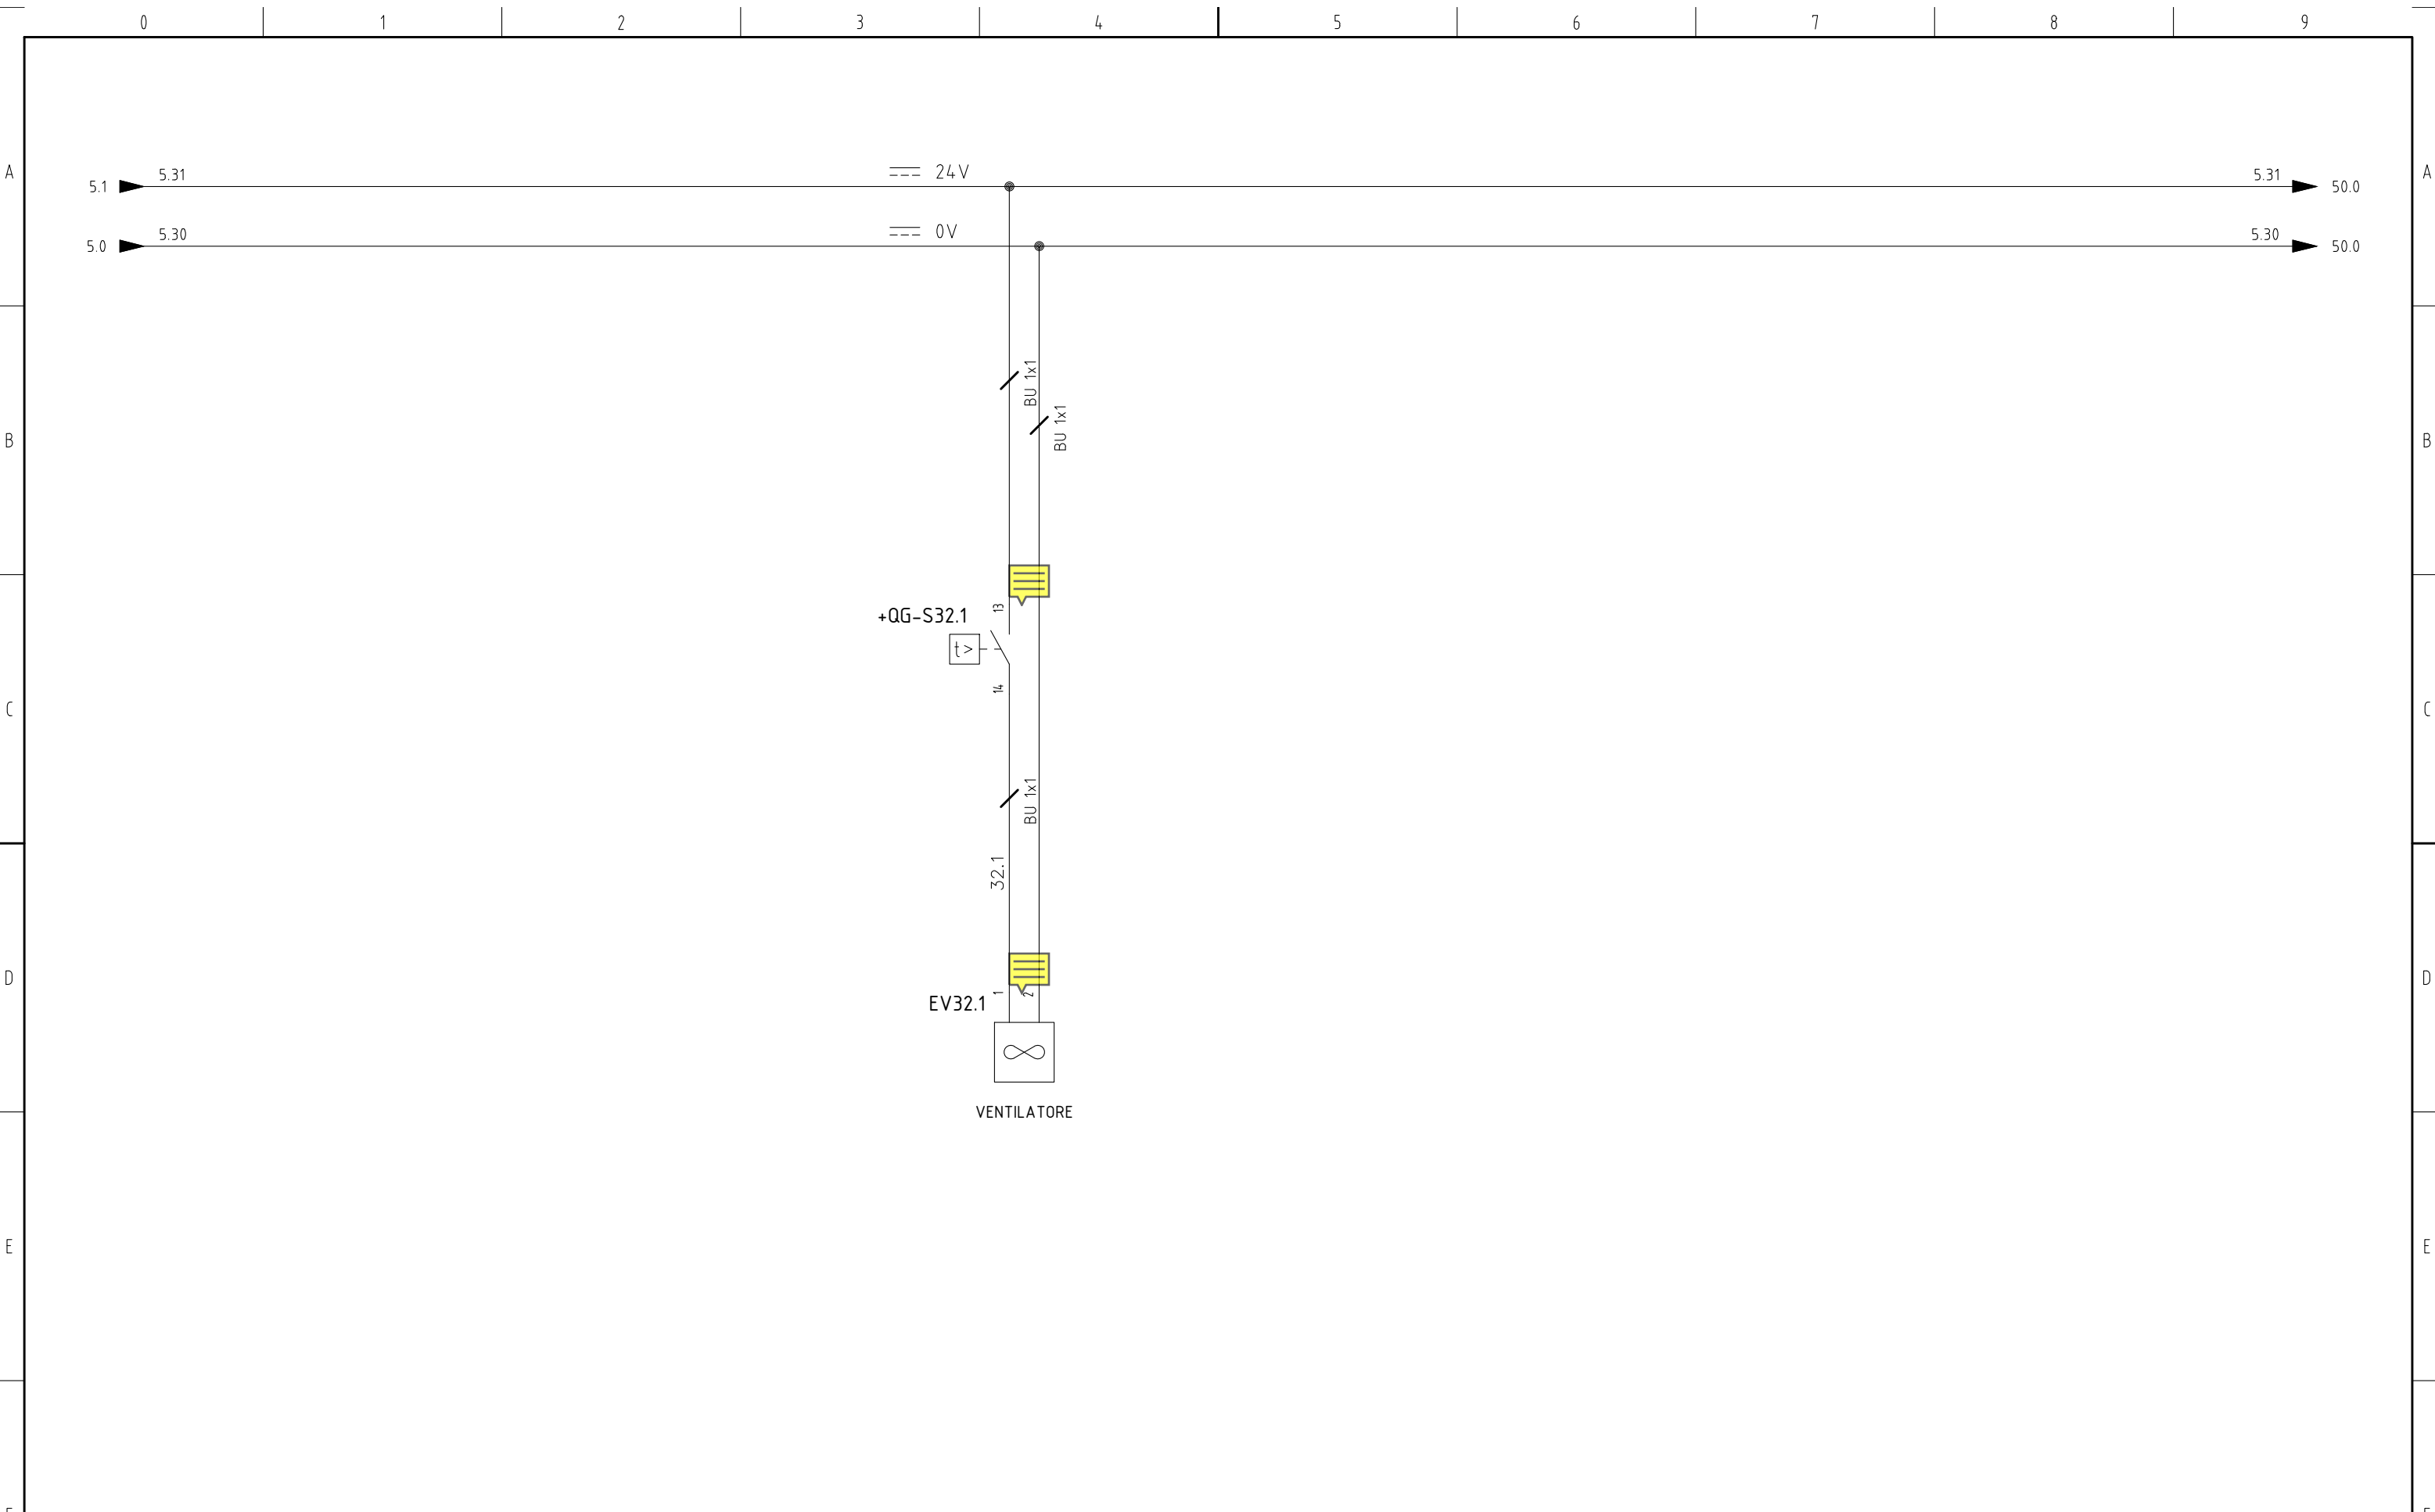 0 1 2 3 4 5 6 7 8 9
A A
5.1 5.31 24V 5.31 50.0
5.0 5.30 0V 5.30 50.0
BU 1x1
BU 1x1
B B
13
+QG-S32.1
t>
14
C C
BU 1x1
32.1
D D
1 2
EV32.1
VENTILATORE
E E